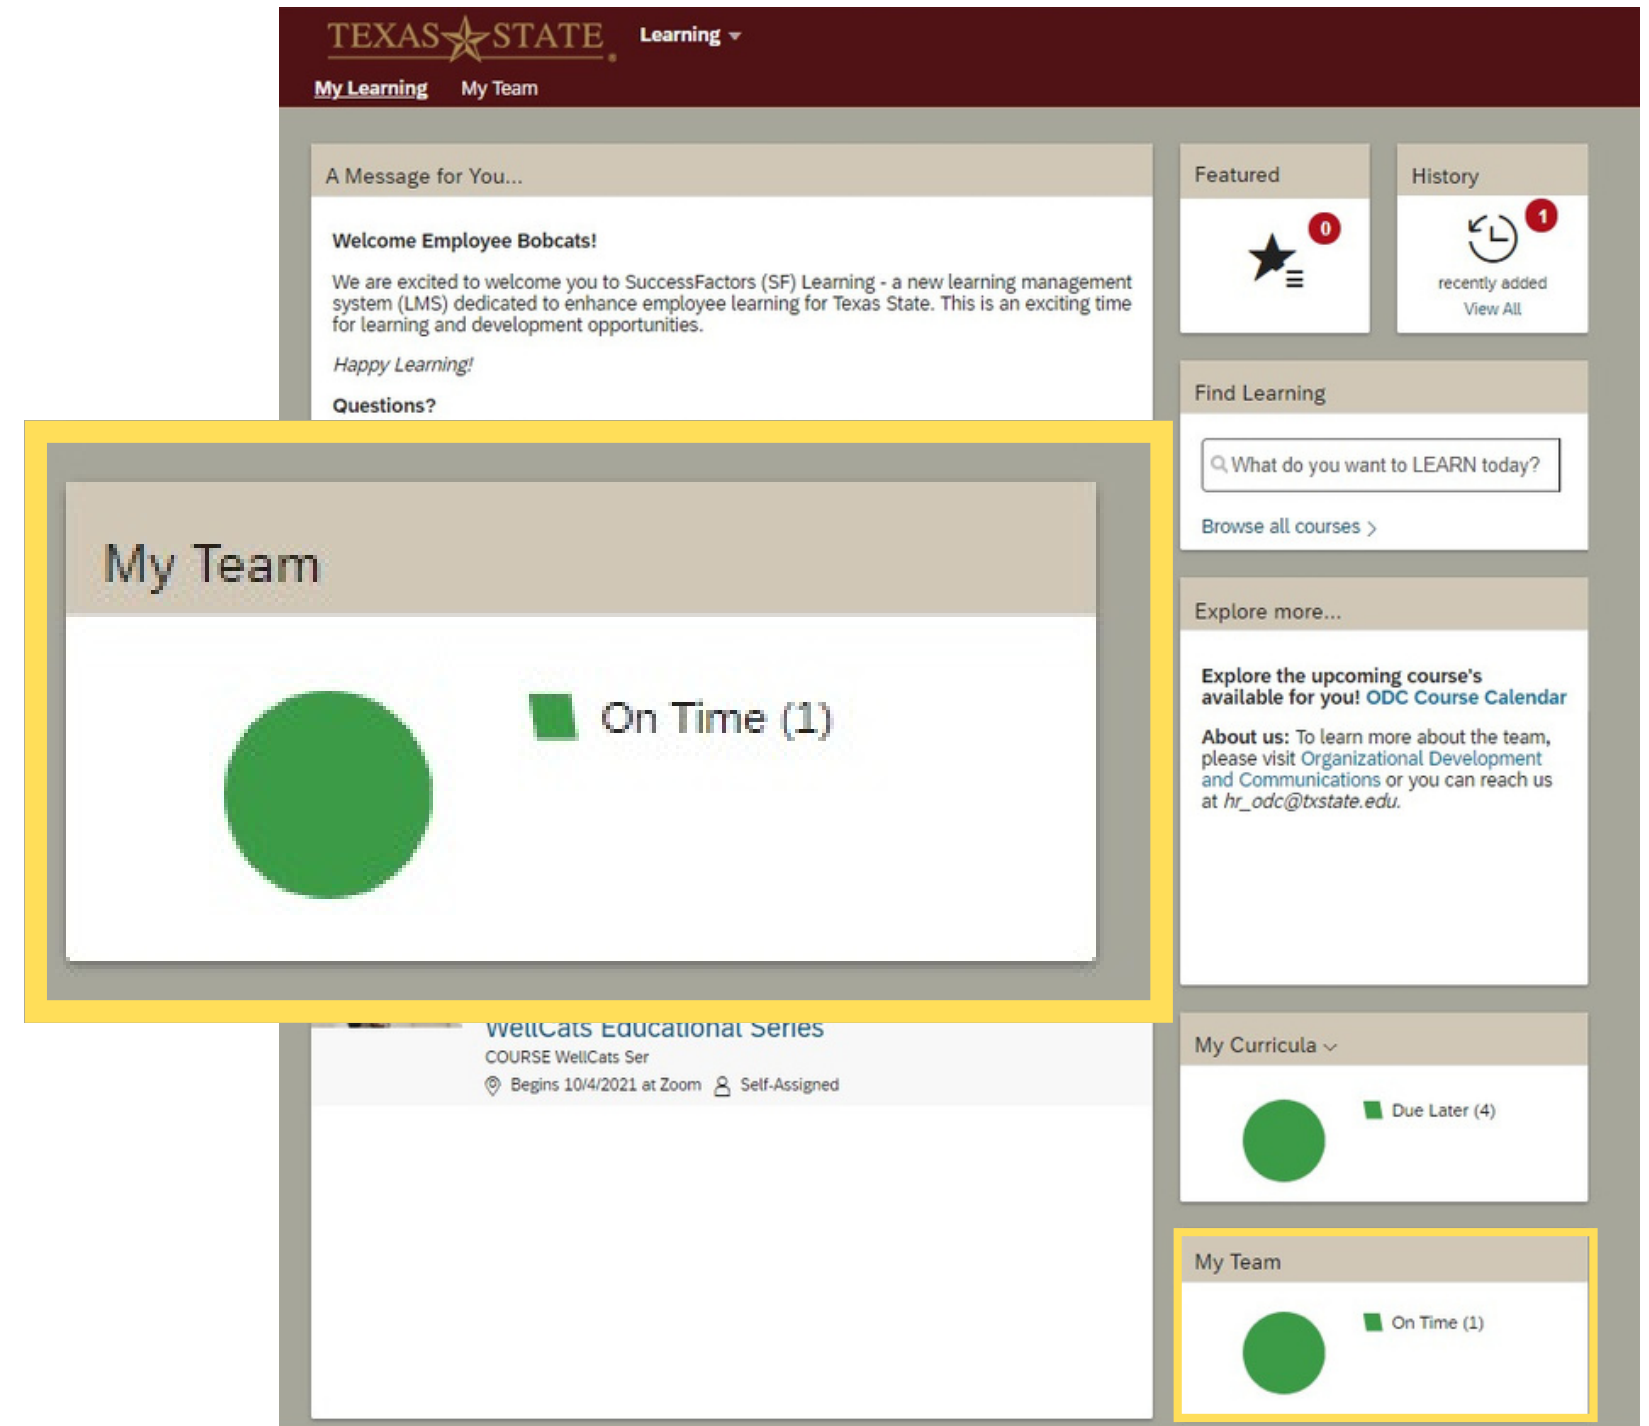 TEXAS STATE
Learning
My Learning My Team
A Message for You...
Welcome Employee Bobcats!
We are excited to welcome you to SuccessFactors (SF) Learning - a new learning management
system (LMS) dedicated to enhance employee learning for Texas State. This is an exciting time
for learning and development opportunities.
Happy Learning!
Questions?
My Team
On Time (1)
WellCats Educational Series
COURSE WellCats Ser
Begins 10/4/2021 at Zoom Self-Assigned
Featured
0
History
1
recently added
View All
Find Learning
What do you want to LEARN today?
Browse all courses >
Explore more...
Explore the upcoming course's
available for you! ODC Course Calendar
About us: To learn more about the team,
please visit Organizational Development
and Communications or you can reach us
at hr_odc@txstate.edu.
My Curricula
Due Later (4)
My Team
On Time (1)